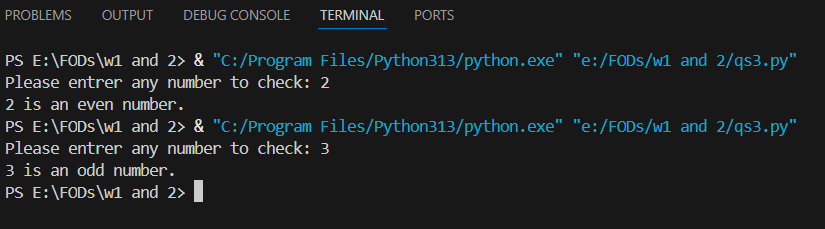 PROBLEMS OUTPUT DEBUG CONSOLE TERMINAL PORTS
PS E:\FODs\w1 and 2> & "C:/Program Files/Python313/python.exe" "e:/FODs/w1 and 2/qs3.py"
Please entrer any number to check: 2
2 is an even number.
PS E:\FODs\w1 and 2> & "C:/Program Files/Python313/python.exe" "e:/FODs/w1 and 2/qs3.py"
Please entrer any number to check: 3
3 is an odd number.
PS E:\FODs\w1 and 2>